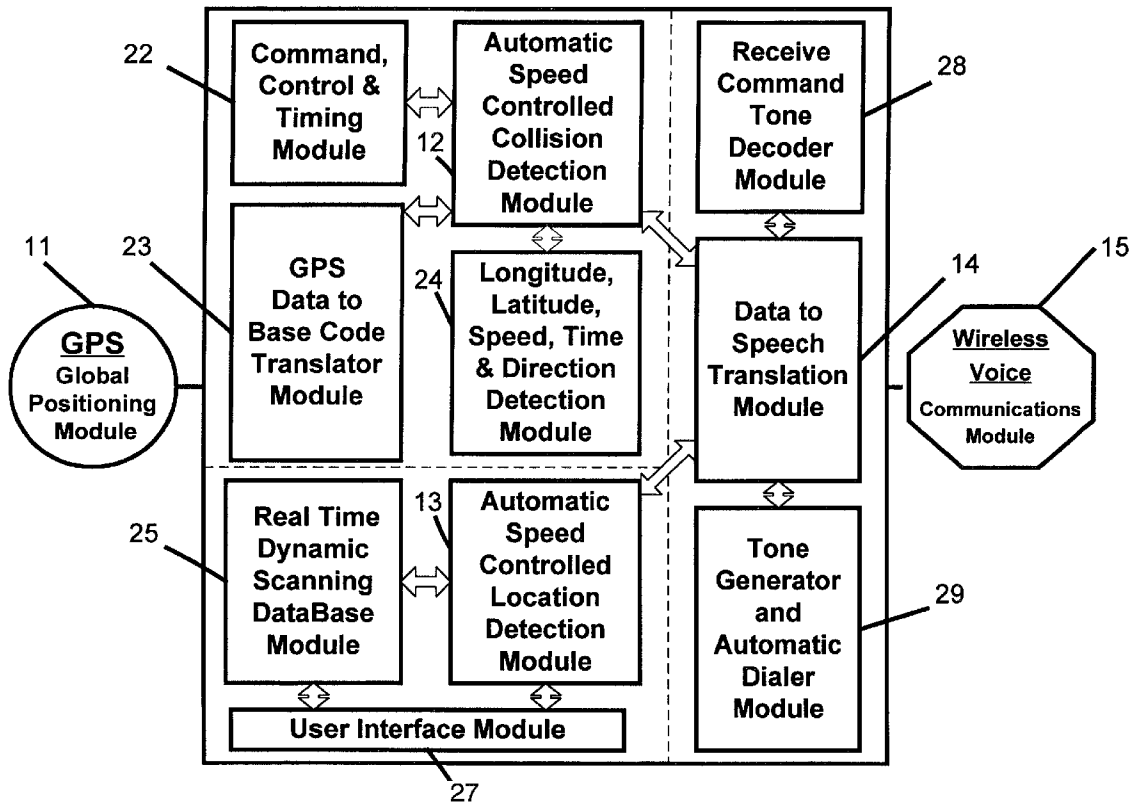 22
Command,
Control &
Timing
Module
12
Automatic
Speed
Controlled
Collision
Detection
Module
Receive
Command
Tone
Decoder
Module
28
11
GPS
Global
Positioning
Module
23
GPS
Data to
Base Code
Translator
Module
24
Longitude,
Latitude,
Speed, Time
& Direction
Detection
Module
Data to
Speech
Translation
Module
14
15
Wireless
Voice
Communications
Module
25
Real Time
Dynamic
Scanning
DataBase
Module
13
Automatic
Speed
Controlled
Location
Detection
Module
Tone
Generator
and
Automatic
Dialer
Module
29
User Interface Module
27